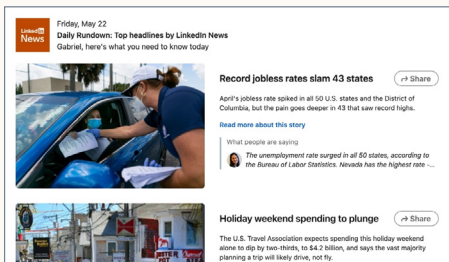 LinkedIn
News
Friday, May 22
Daily Rundown: Top headlines by LinkedIn News
Gabriel, here's what you need to know today
Record jobless rates slam 43 states
Share
April's jobless rate spiked in all 50 U.S. states and the District of
Columbia, but the pain goes deeper in 43 that saw record highs.
Read more about this story
What people are saying
The unemployment rate surged in all 50 states, according to
the Bureau of Labor Statistics. Nevada has the highest rate -...
Holiday weekend spending to plunge
Share
The U.S. Travel Association expects spending this holiday weekend
alone to dip by two-thirds, to $4.2 billion, and says the vast majority
planning a trip will likely drive, not fly.